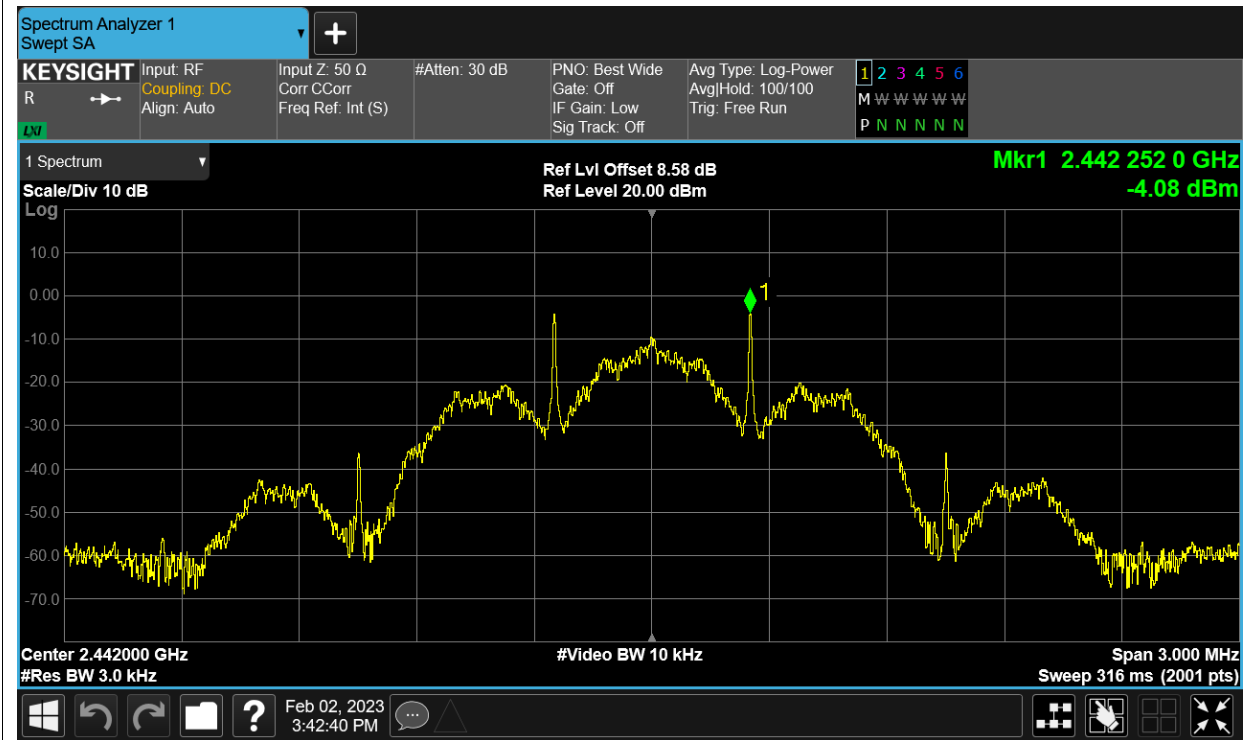 Spectrum Analyzer 1
Swept SA
+
KEYSIGHT
R
LXI
Input: RF
Coupling: DC
Align: Auto
Input Z: 50 Ω
Corr CCorr
Freq Ref: Int (S)
#Atten: 30 dB
PNO: Best Wide
Gate: Off
IF Gain: Low
Sig Track: Off
Avg Type: Log-Power
Avg|Hold: 100/100
Trig: Free Run
1 2 3 4 5 6
M W W W W W
P N N N N N
1 Spectrum
Scale/Div 10 dB
Log
Ref Lvl Offset 8.58 dB
Ref Level 20.00 dBm
Mkr1 2.442 252 0 GHz
-4.08 dBm
10.0
0.00
-10.0
-20.0
-30.0
-40.0
-50.0
-60.0
-70.0
1
Center 2.442000 GHz
#Res BW 3.0 kHz
#Video BW 10 kHz
Span 3.000 MHz
Sweep 316 ms (2001 pts)
?
Feb 02, 2023
3:42:40 PM